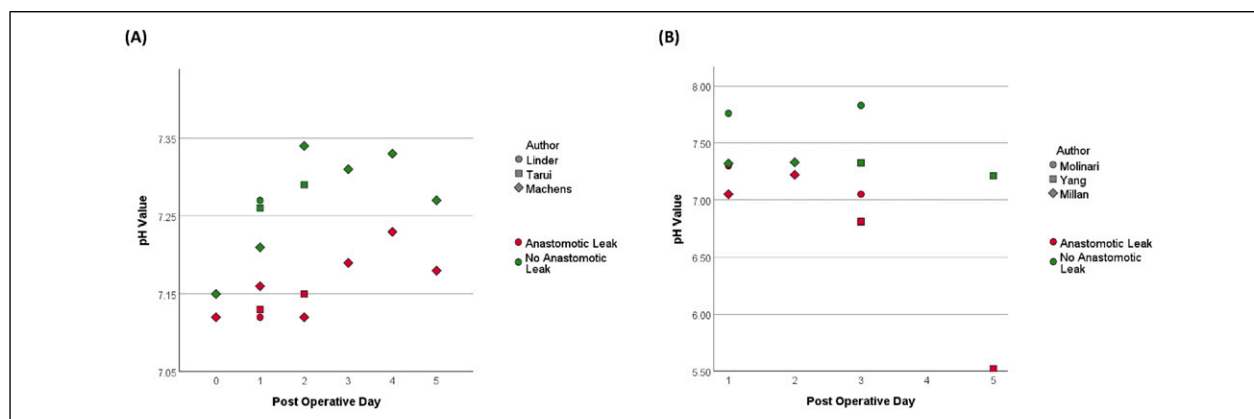 (A)
pH Value
7.35
7.25
7.15
7.05
0 1 2 3 4 5
Post Operative Day
Author
Linder
Tarui
Machens
Anastomotic Leak
No Anastomotic
Leak
(B)
pH Value
8.00
7.50
7.00
6.50
6.00
5.50
1 2 3 4 5
Post Operative Day
Author
Molinari
Yang
Millan
Anastomotic Leak
No Anastomotic
Leak